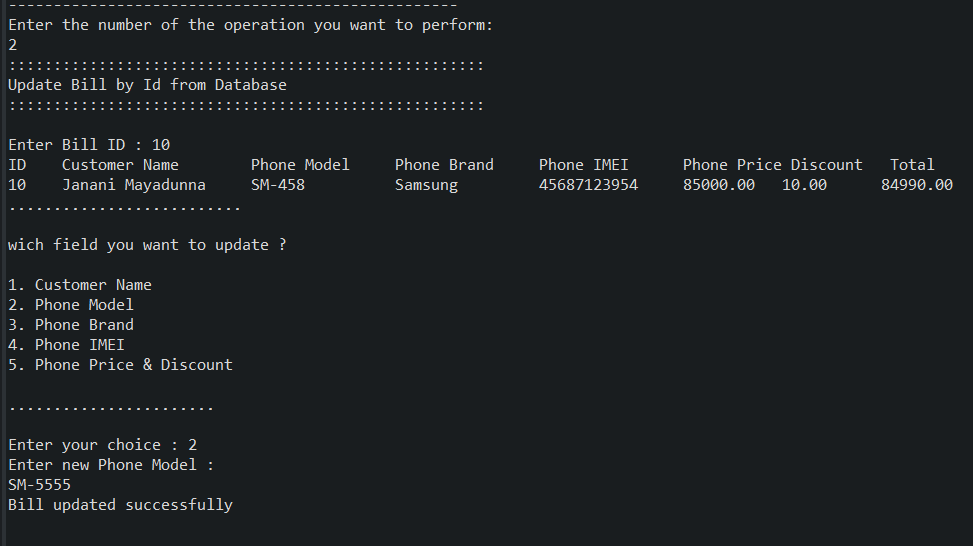 --------------------------------------------------
Enter the number of the operation you want to perform:
2
:::::::::::::::::::::::::::::::::::::::::::::::::::::
Update Bill by Id from Database
:::::::::::::::::::::::::::::::::::::::::::::::::::::
Enter Bill ID : 10
ID    Customer Name        Phone Model     Phone Brand     Phone IMEI      Phone Price Discount   Total
10    Janani Mayadunna     SM-458          Samsung         45687123954     85000.00   10.00      84990.00
..........................
wich field you want to update ?
1. Customer Name
2. Phone Model
3. Phone Brand
4. Phone IMEI
5. Phone Price & Discount
.......................
Enter your choice : 2
Enter new Phone Model :
SM-5555
Bill updated successfully